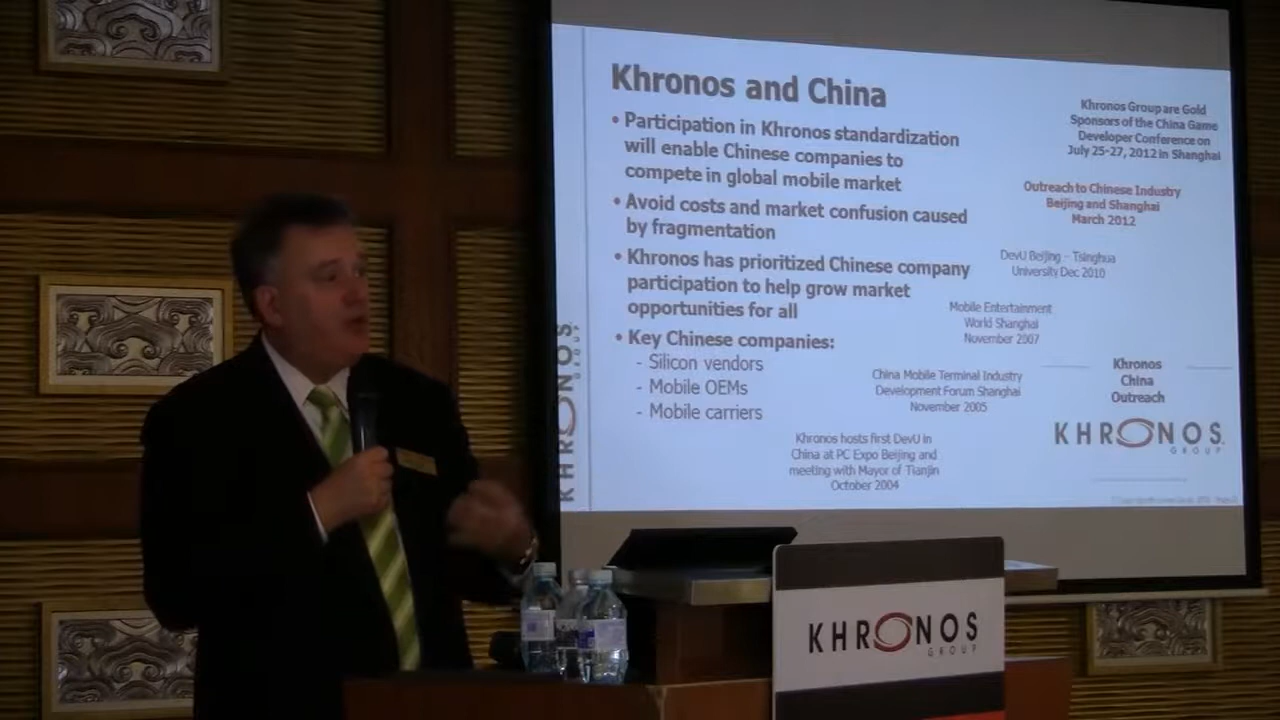 Khronos and China
• Participation in Khronos standardization
will enable Chinese companies to
compete in global mobile market
• Avoid costs and market confusion caused
by fragmentation
• Khronos has prioritized Chinese company
participation to help grow market
opportunities for all
• Key Chinese companies:
- Silicon vendors
- Mobile OEMs
- Mobile carriers
Khronos Group are Gold
Sponsors of the China Game
Developer Conference on
July 25-27, 2012 in Shanghai
Outreach to Chinese Industry
Beijing and Shanghai
March 2012
DevU Beijing - Tsinghua
University Dec 2010
Mobile Entertainment
World Shanghai
November 2007
China Mobile Terminal Industry
Development Forum Shanghai
November 2005
Khronos hosts first DevU in
China at PC Expo Beijing and
meeting with Mayor of Tianjin
October 2004
Khronos
China
Outreach
KHRONOS
GROUP
KHRONOS
GROUP
KHRONOS
GROUP